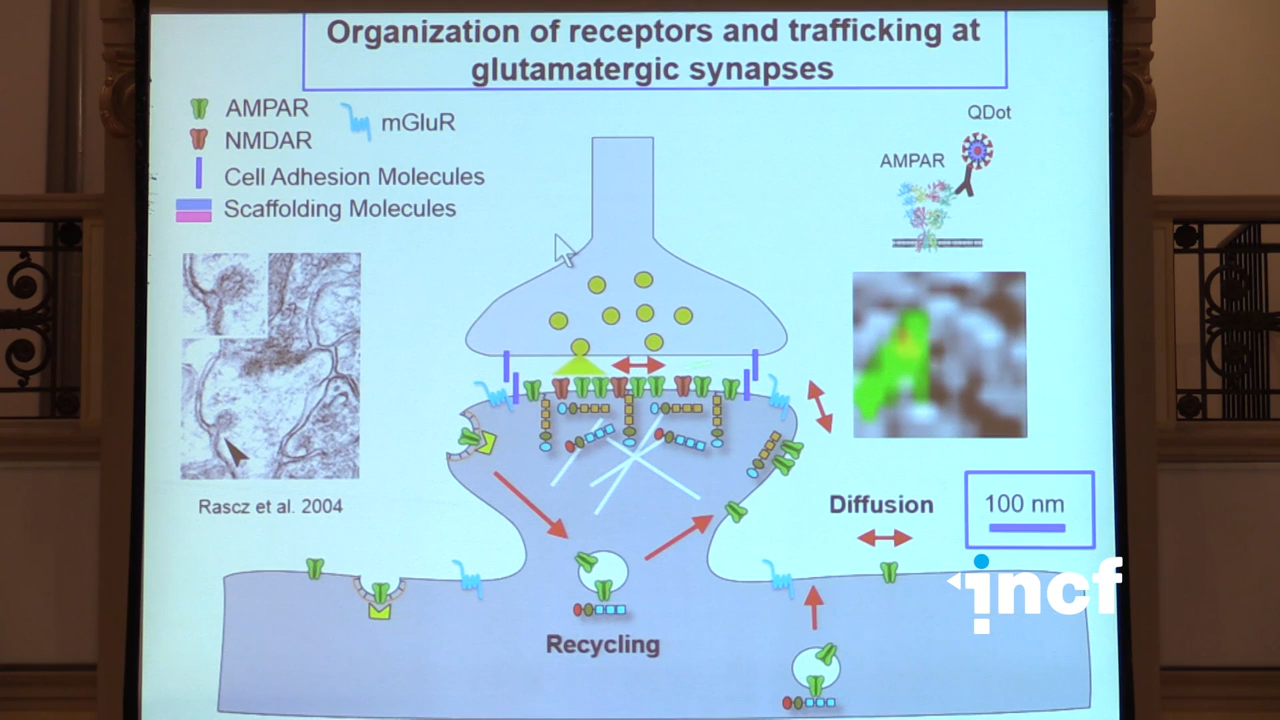 Organization of receptors and trafficking at
glutamatergic synapses
AMPAR
mGluR
NMDAR
Cell Adhesion Molecules
Scaffolding Molecules
QDot
AMPAR
Rascz et al. 2004
Diffusion
100 nm
Recycling
incf